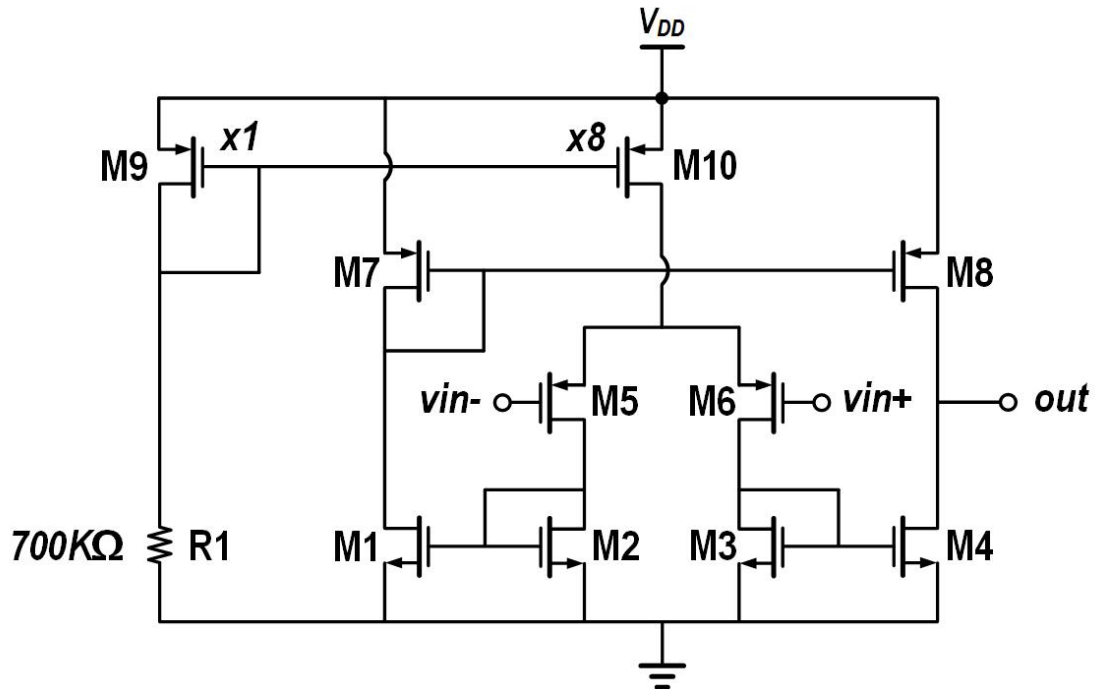 VDD
x1 x8
M9 M10
M7 M8
vin- M5 M6 vin+ out
700KΩ R1 M1 M2 M3 M4